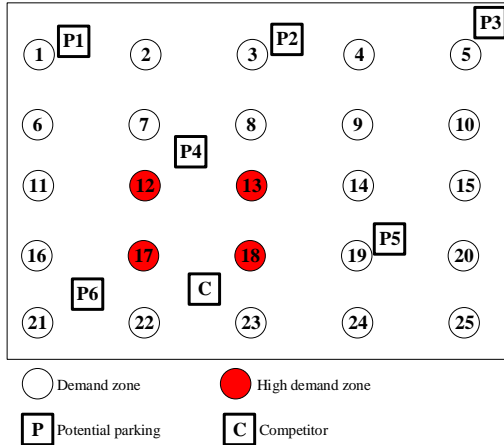 P3
1 P1 2 3 P2 4 5
6 7 8 9 10
P4
11 12 13 14 15
16 17 18 19 P5 20
P6 C
21 22 23 24 25
Demand zone High demand zone
P Potential parking C Competitor